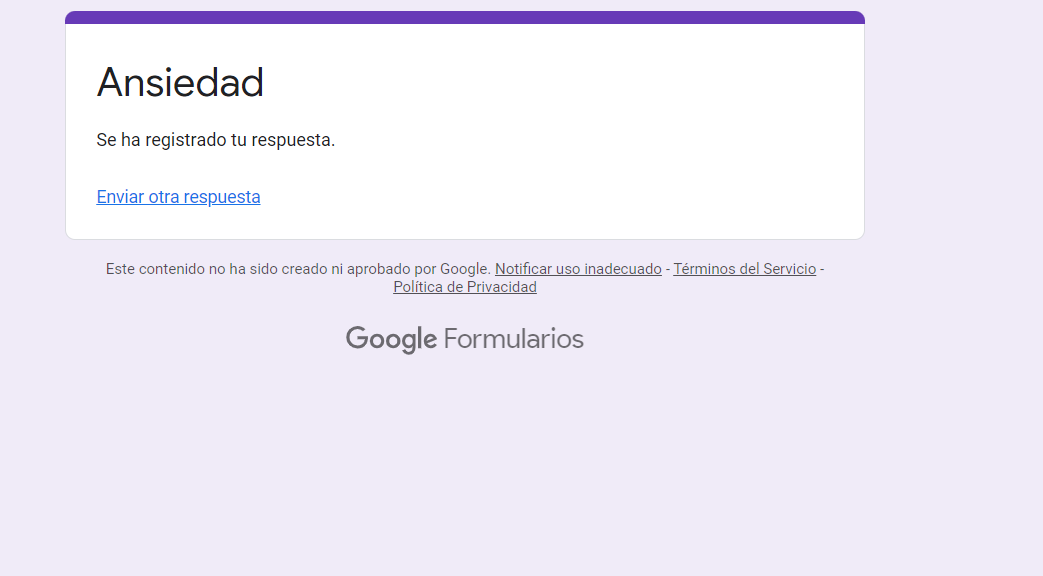 Ansiedad
Se ha registrado tu respuesta.
Enviar otra respuesta
Este contenido no ha sido creado ni aprobado por Google. Notificar uso inadecuado - Términos del Servicio -
Política de Privacidad
Google Formularios